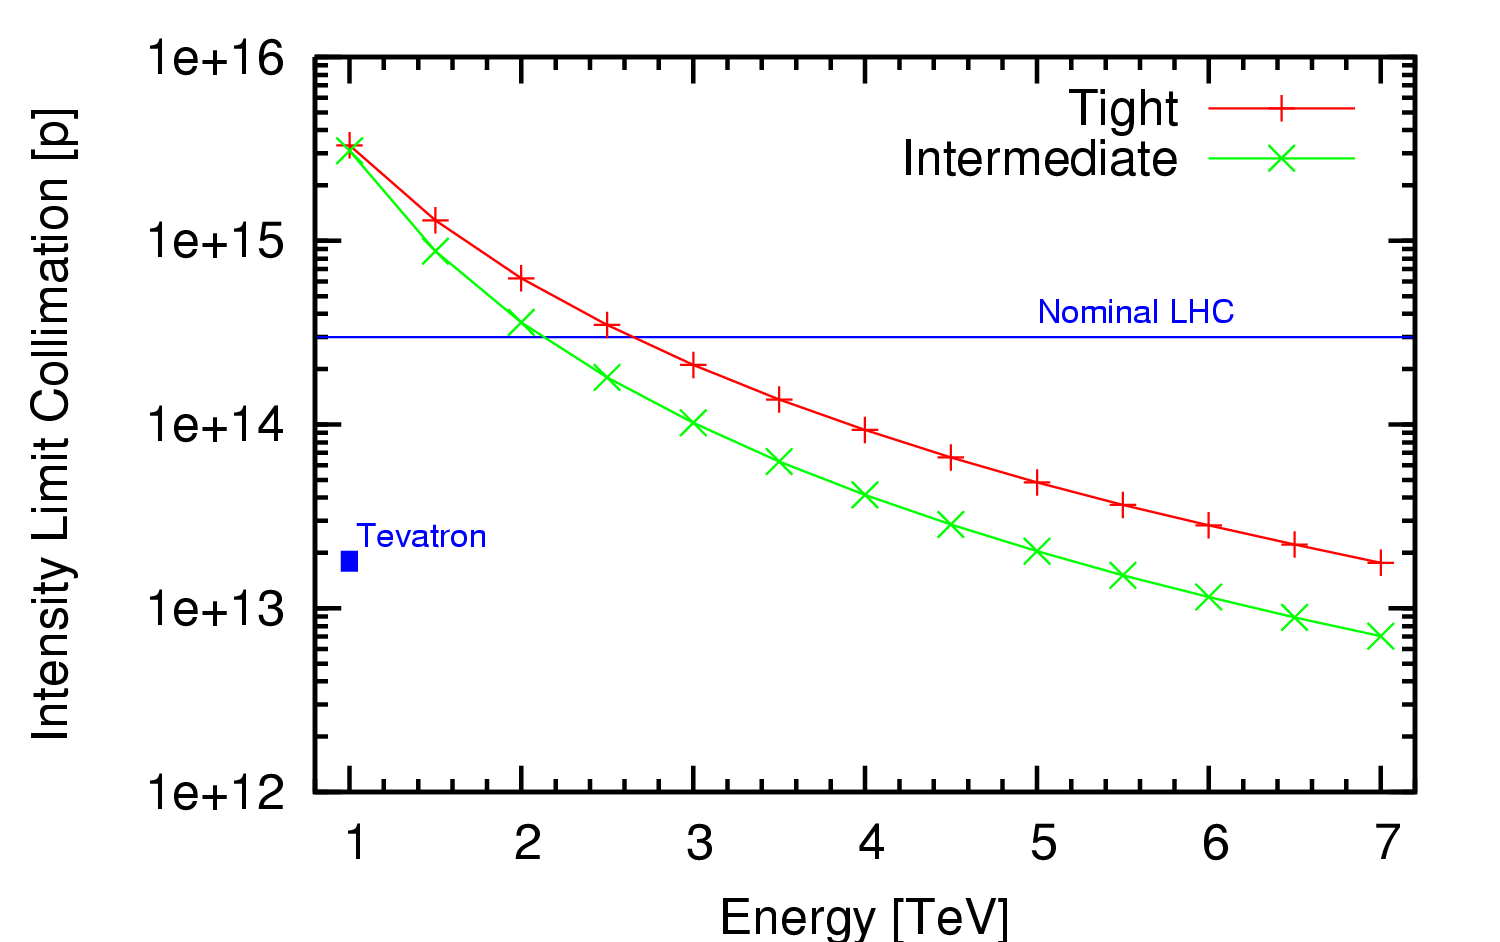 1e+16
1e+15
1e+14
1e+13
1e+12
Intensity Limit Collimation [p]
Tight
Intermediate
Nominal LHC
Tevatron
1 2 3 4 5 6 7
Energy [TeV]